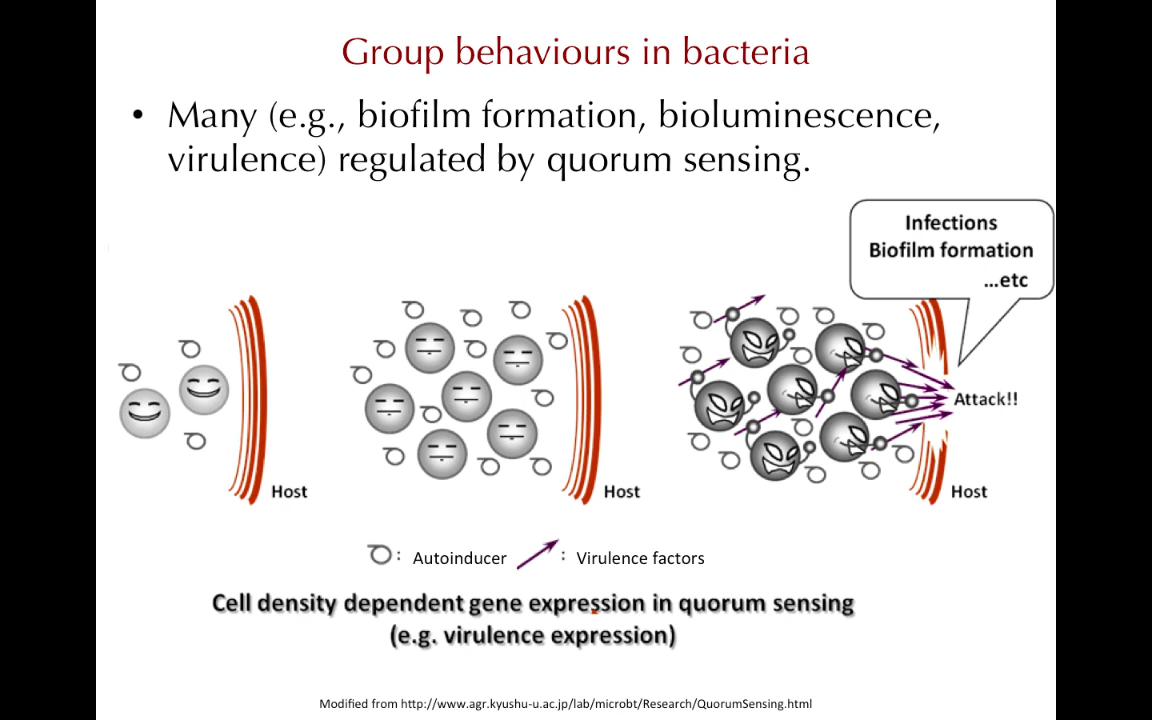 Group behaviours in bacteria
• Many (e.g., biofilm formation, bioluminescence,
virulence) regulated by quorum sensing.
Infections
Biofilm formation
...etc
Attack!!
Host
Host
Host
: Autoinducer : Virulence factors
Cell density dependent gene expression in quorum sensing
(e.g. virulence expression)
Modified from http://www.agr.kyushu-u.ac.jp/lab/microbt/Research/QuorumSensing.html